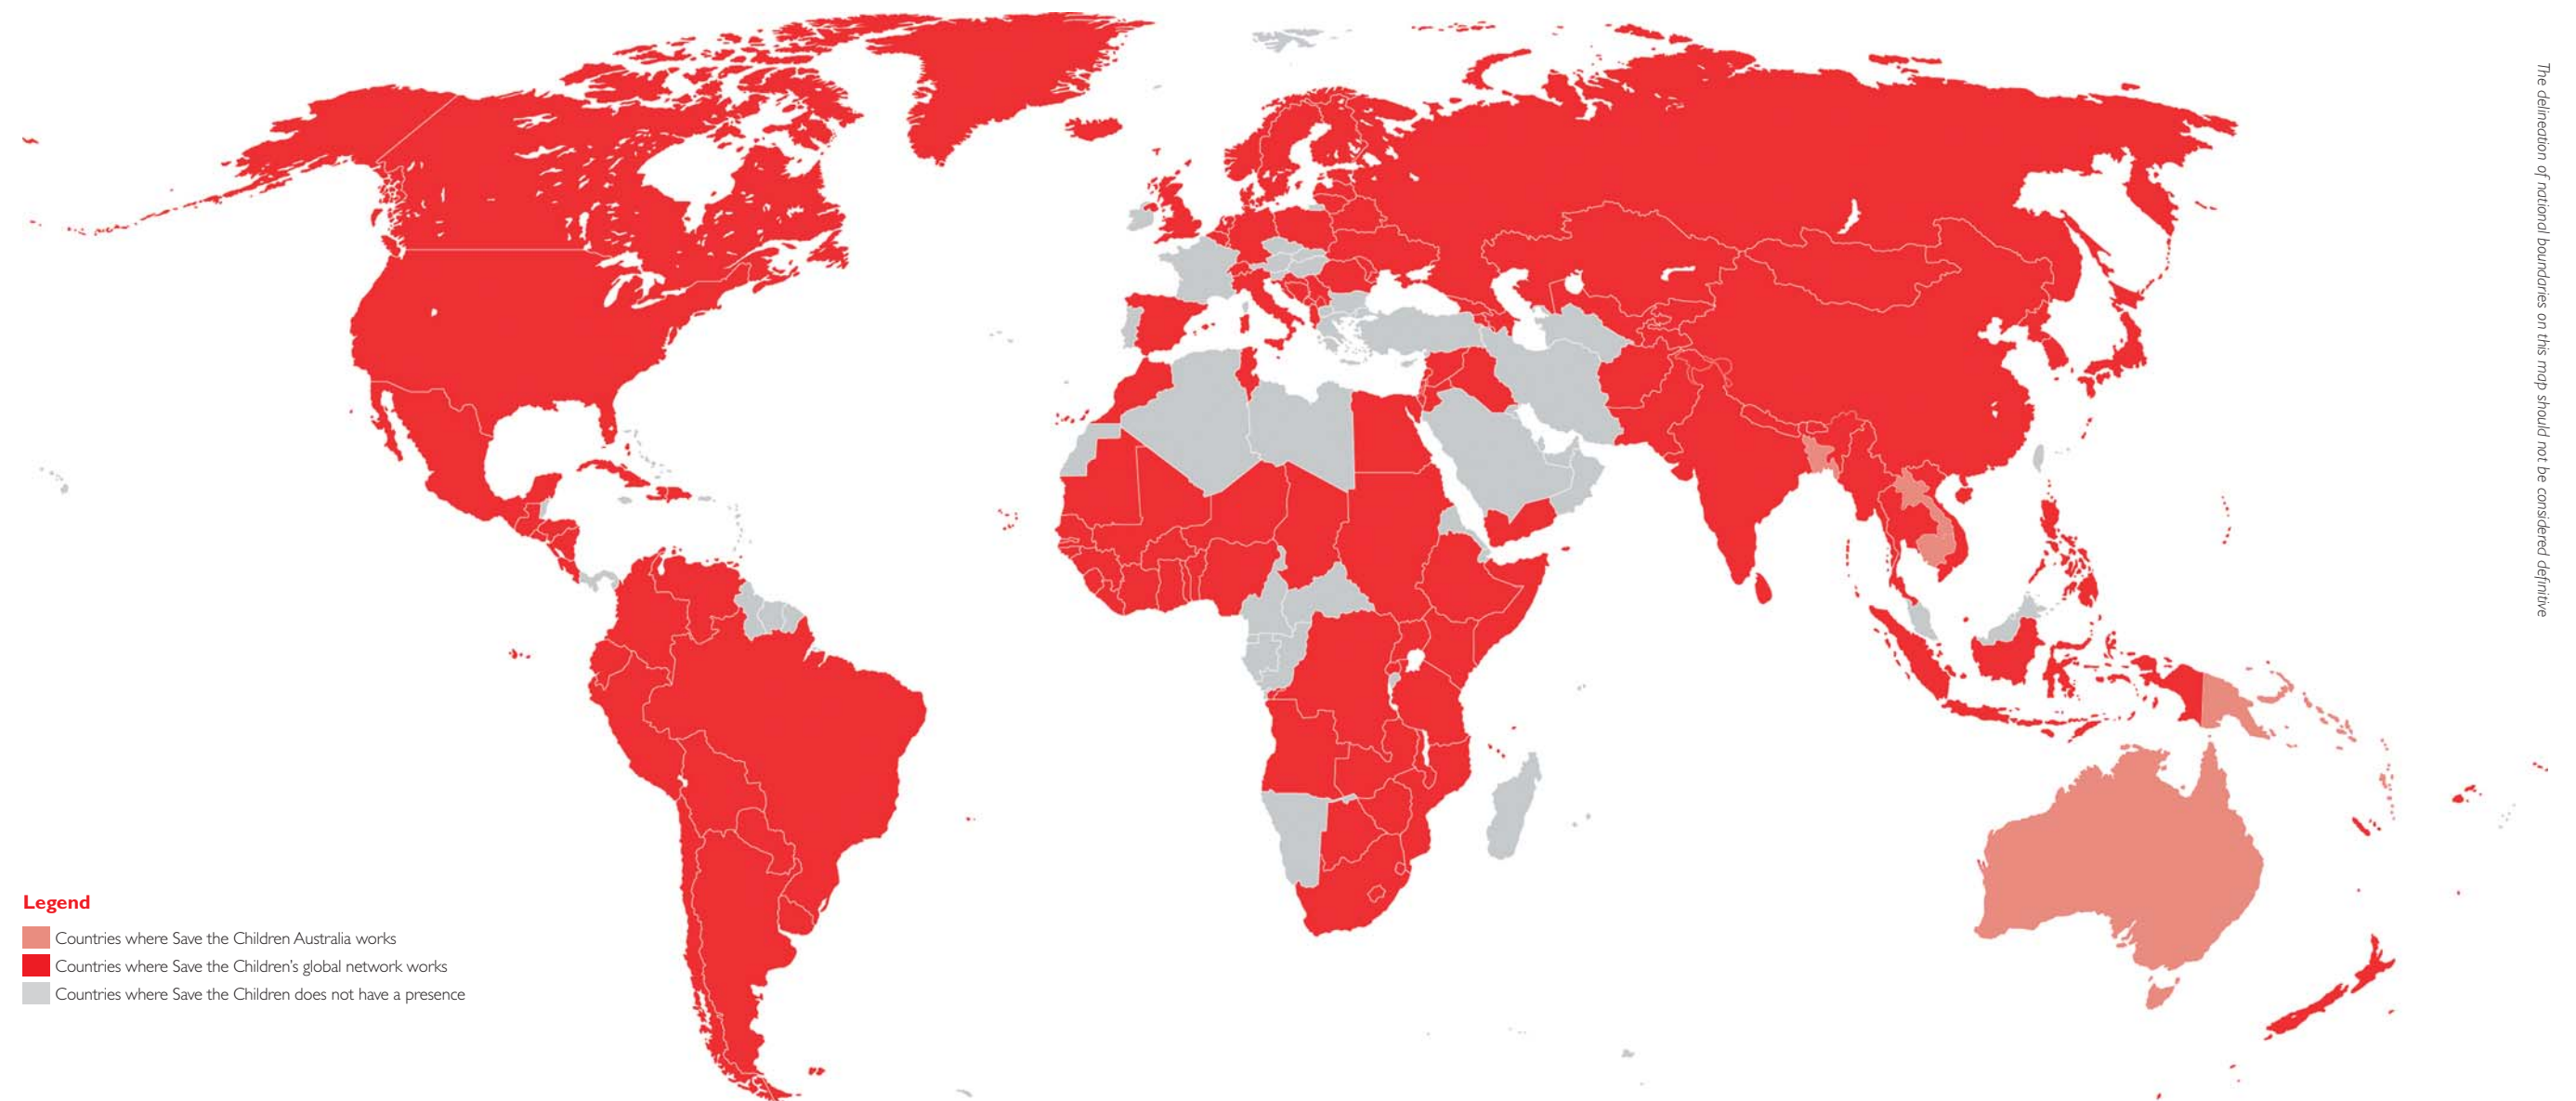 Legend
Countries where Save the Children Australia works
Countries where Save the Children’s global network works
Countries where Save the Children does not have a presence
The delineation of national boundaries on this map should not be considered definitive